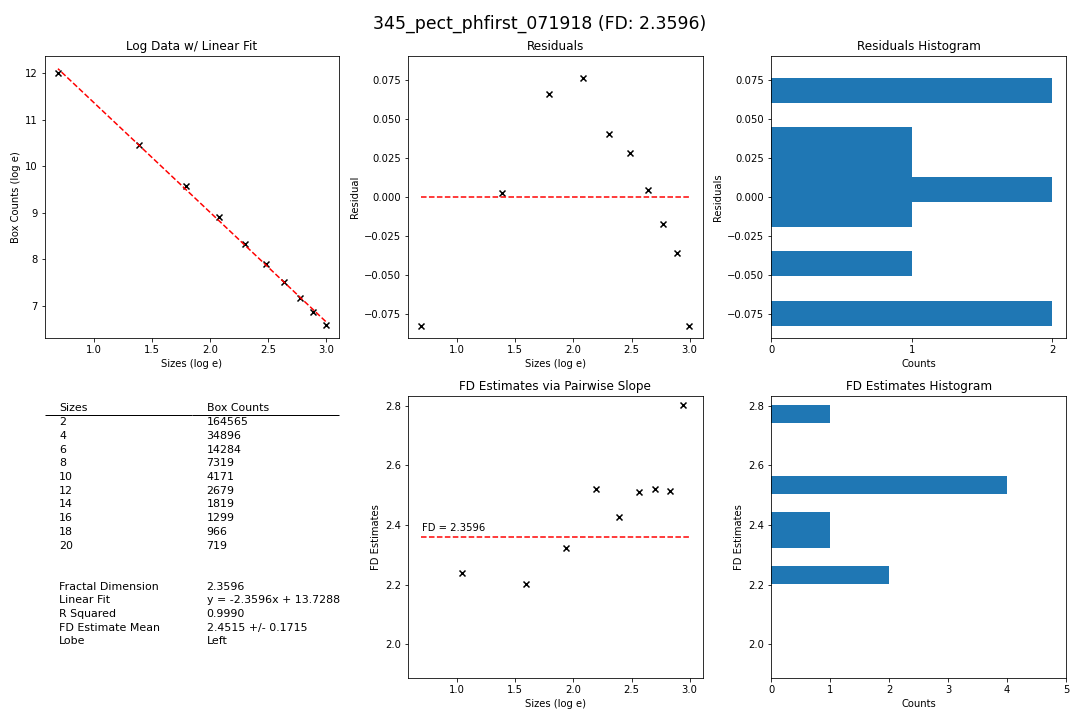 345_pect_phfirst_071918 (FD: 2.3596)
Log Data w/ Linear Fit
12
11
10
9
8
7
Box Counts (log e)
1.0 1.5 2.0 2.5 3.0
Sizes (log e)
Residuals
0.075
0.050
0.025
0.000
−0.025
−0.050
−0.075
Residual
1.0 1.5 2.0 2.5 3.0
Sizes (log e)
Residuals Histogram
0.075
0.050
0.025
0.000
−0.025
−0.050
−0.075
Residuals
0 1 2
Counts
Sizes Box Counts
2 164565
4 34896
6 14284
8 7319
10 4171
12 2679
14 1819
16 1299
18 966
20 719
Fractal Dimension 2.3596
Linear Fit y = -2.3596x + 13.7288
R Squared 0.9990
FD Estimate Mean 2.4515 +/- 0.1715
Lobe Left
FD Estimates via Pairwise Slope
2.8
2.6
2.4
2.2
2.0
FD Estimates
FD = 2.3596
1.0 1.5 2.0 2.5 3.0
Sizes (log e)
FD Estimates Histogram
2.8
2.6
2.4
2.2
2.0
FD Estimates
0 1 2 3 4 5
Counts